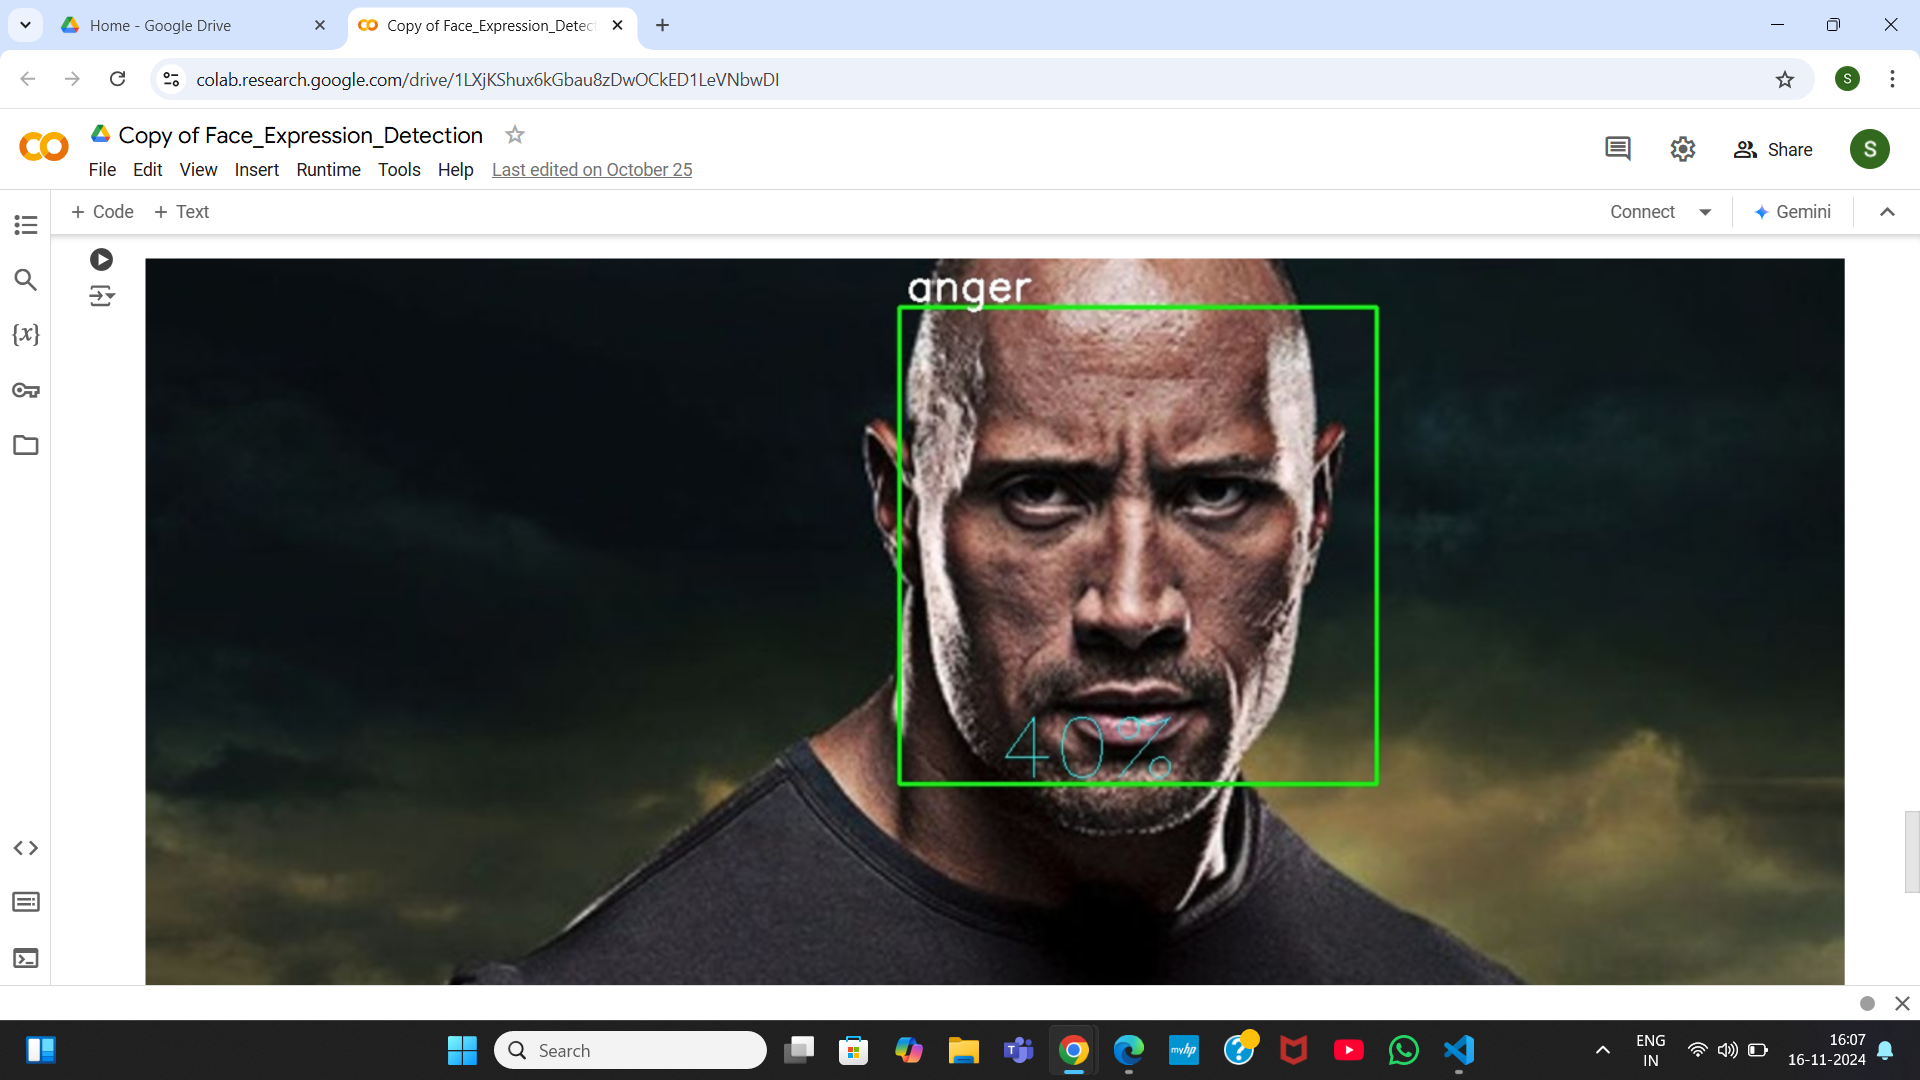 Home - Google Drive
Copy of Face_Expression_Detec
colab.research.google.com/drive/1LXjKShux6kGbau8zDwOCkED1LeVNbwDI
S
Copy of Face_Expression_Detection
File Edit View Insert Runtime Tools Help Last edited on October 25
Share
S
+ Code + Text
Connect
Gemini
{x}
anger
40%
Search
myhp
ENG
IN
16:07
16-11-2024